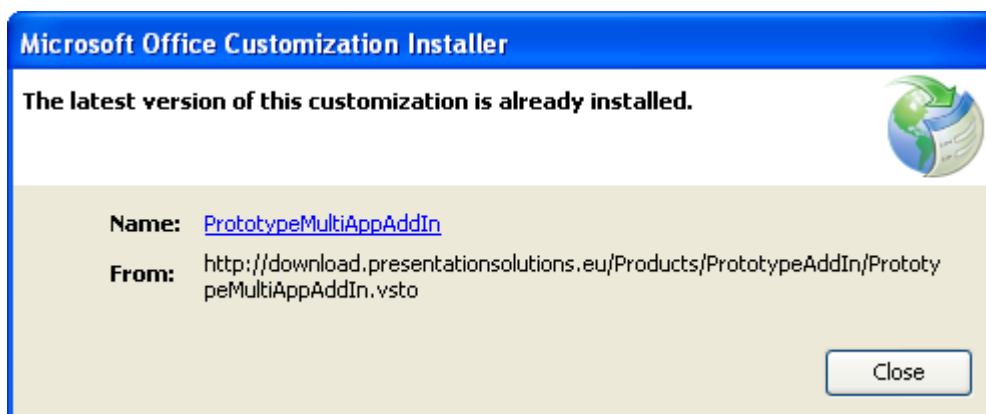 Microsoft Office Customization Installer
The latest version of this customization is already installed.
Name: PrototypeMultiAppAddIn
From: http://download.presentationsolutions.eu/Products/PrototypeAddIn/Prototy
peMultiAppAddIn.vsto
Close